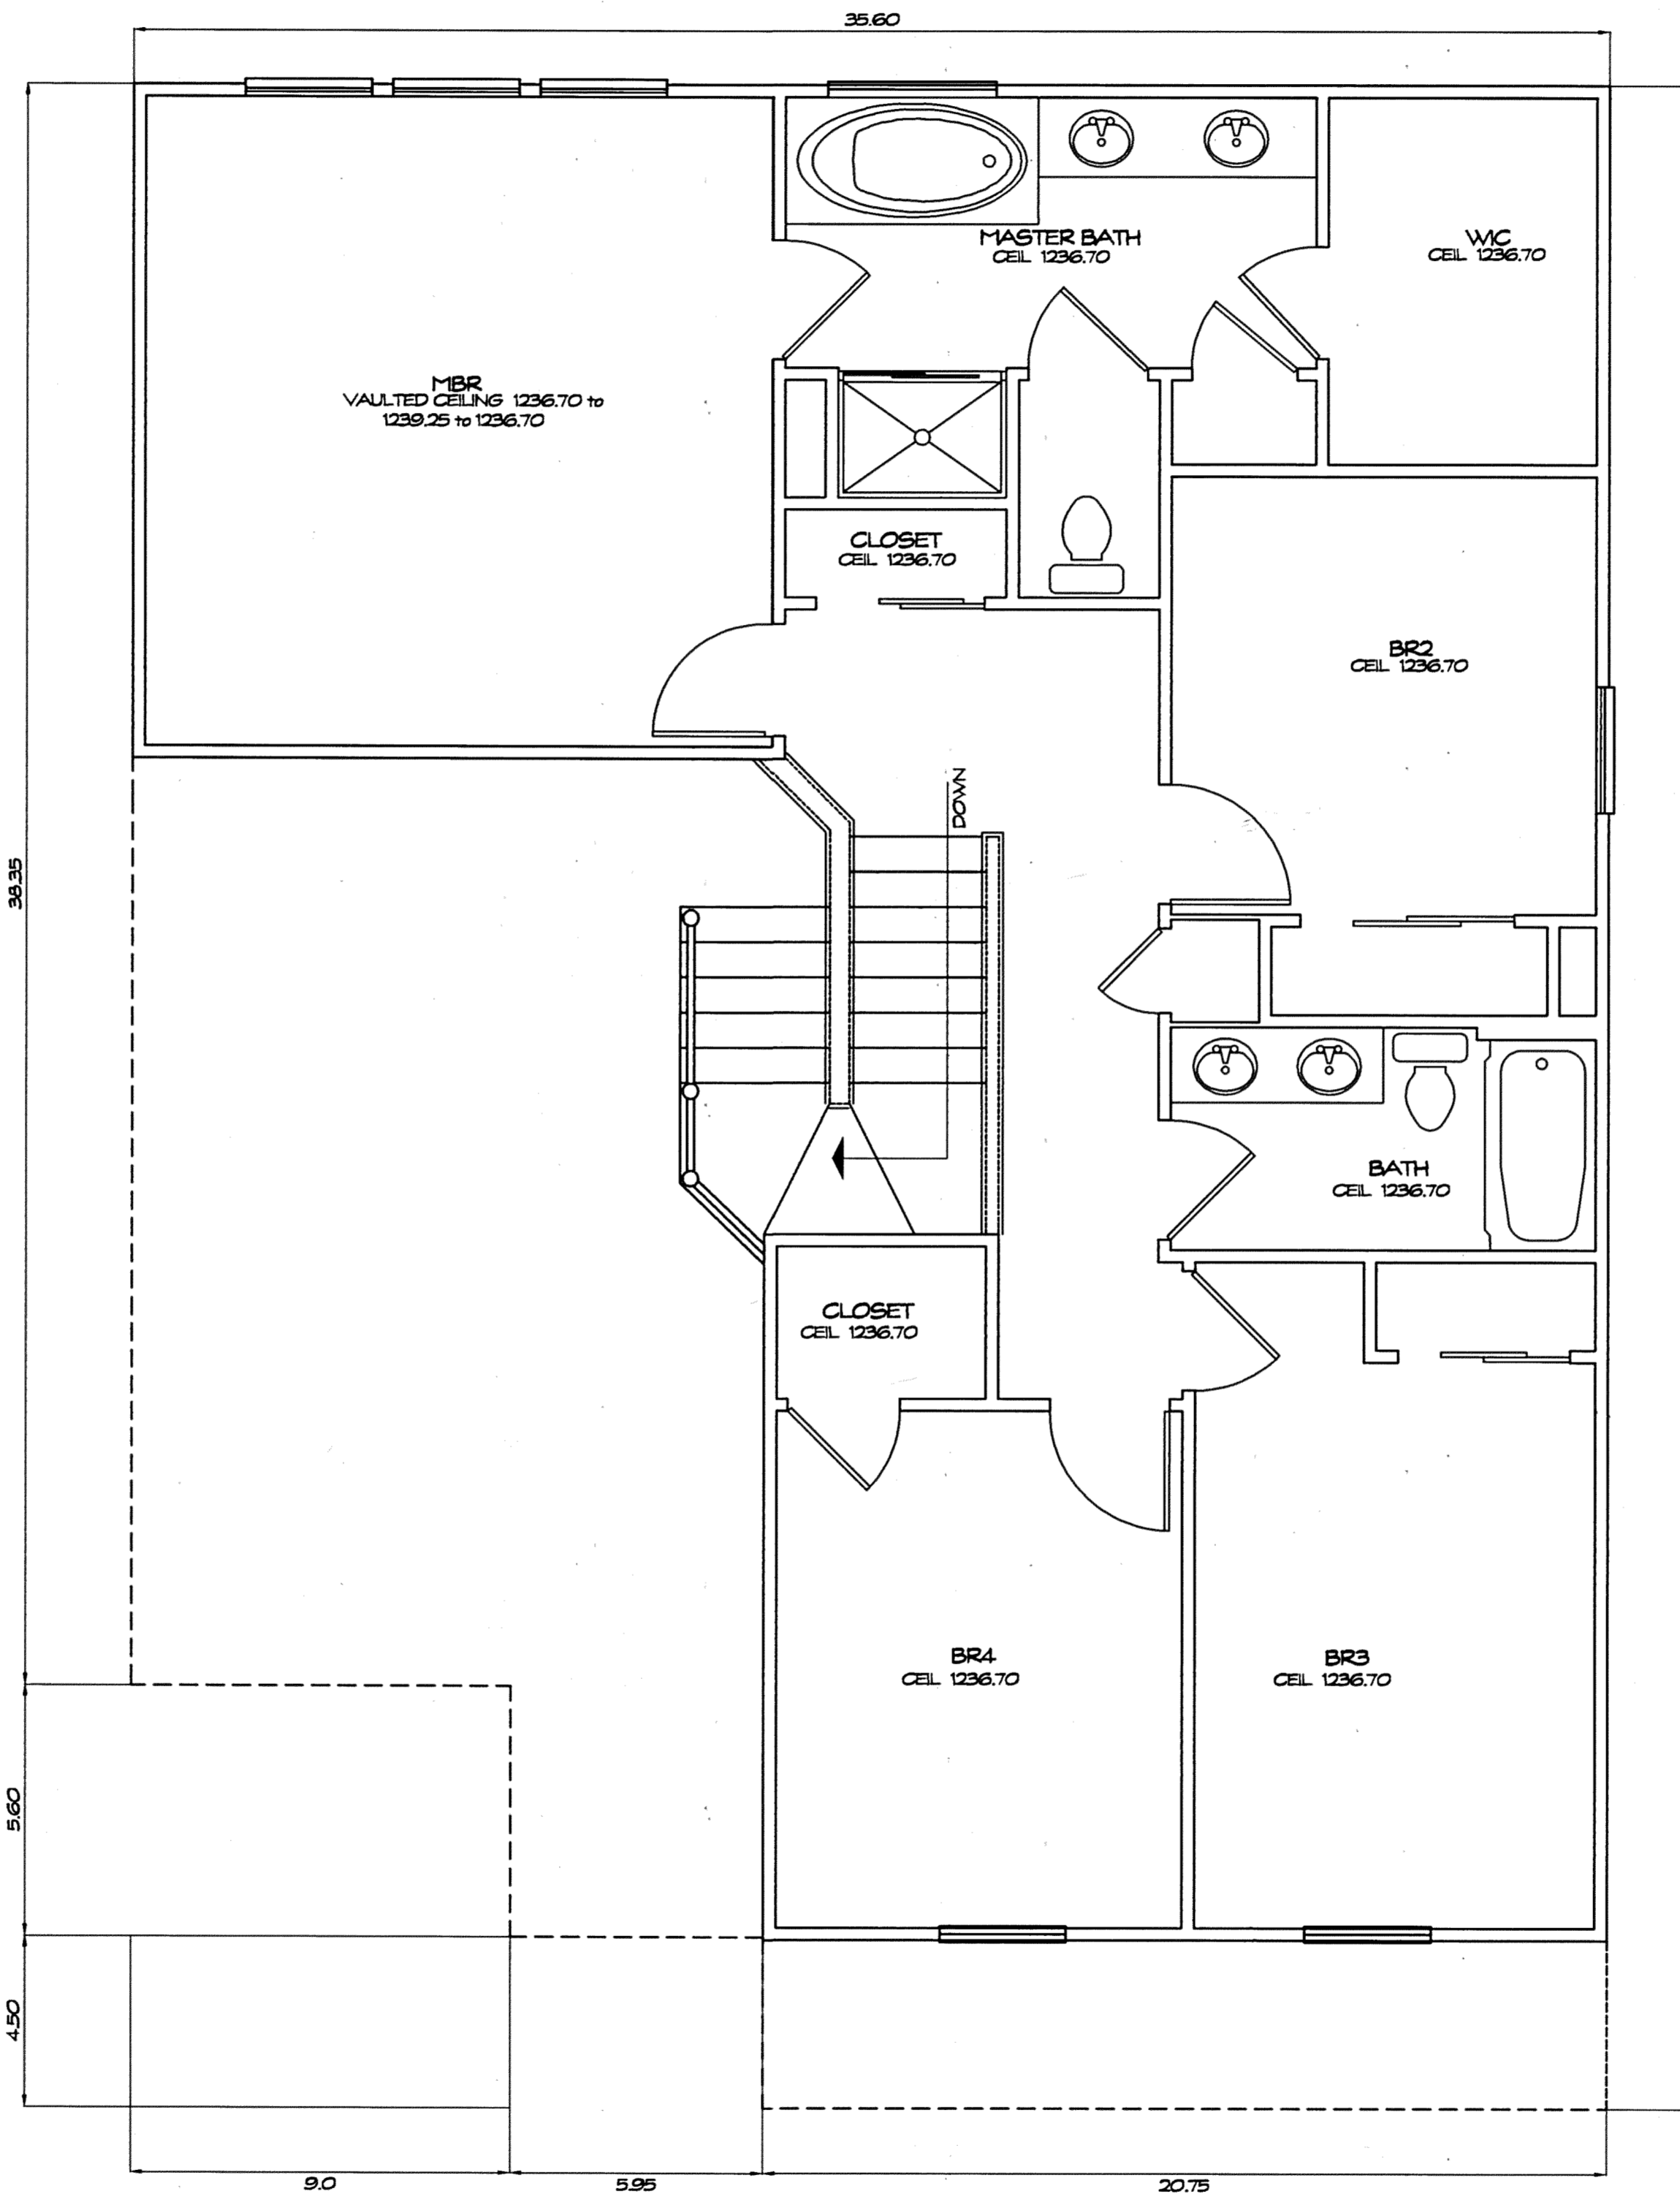 35.60
MASTER BATH
CEIL 1236.70
WIC
CEIL 1236.70
MBR
VAULTED CEILING 1236.70 to
1239.25 to 1236.70
CLOSET
CEIL 1236.70
BR2
CEIL 1236.70
DOWN
38.35
BATH
CEIL 1236.70
CLOSET
CEIL 1236.70
BR4
CEIL 1236.70
BR3
CEIL 1236.70
5.60
4.50
9.0
5.95
20.75